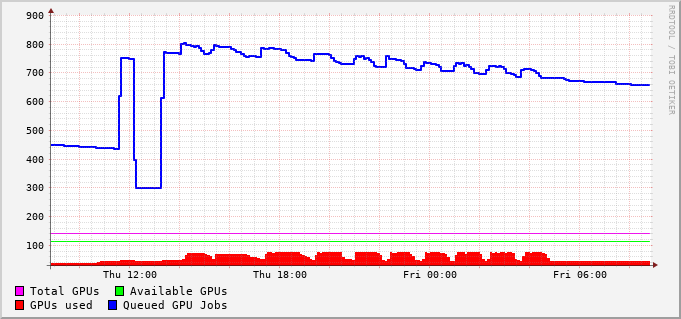 900
800
700
600
500
400
300
200
100
Thu 12:00 Thu 18:00 Fri 00:00 Fri 06:00
Total GPUs Available GPUs
GPUs used Queued GPU Jobs
RRDTOOL / TOBI OETIKER